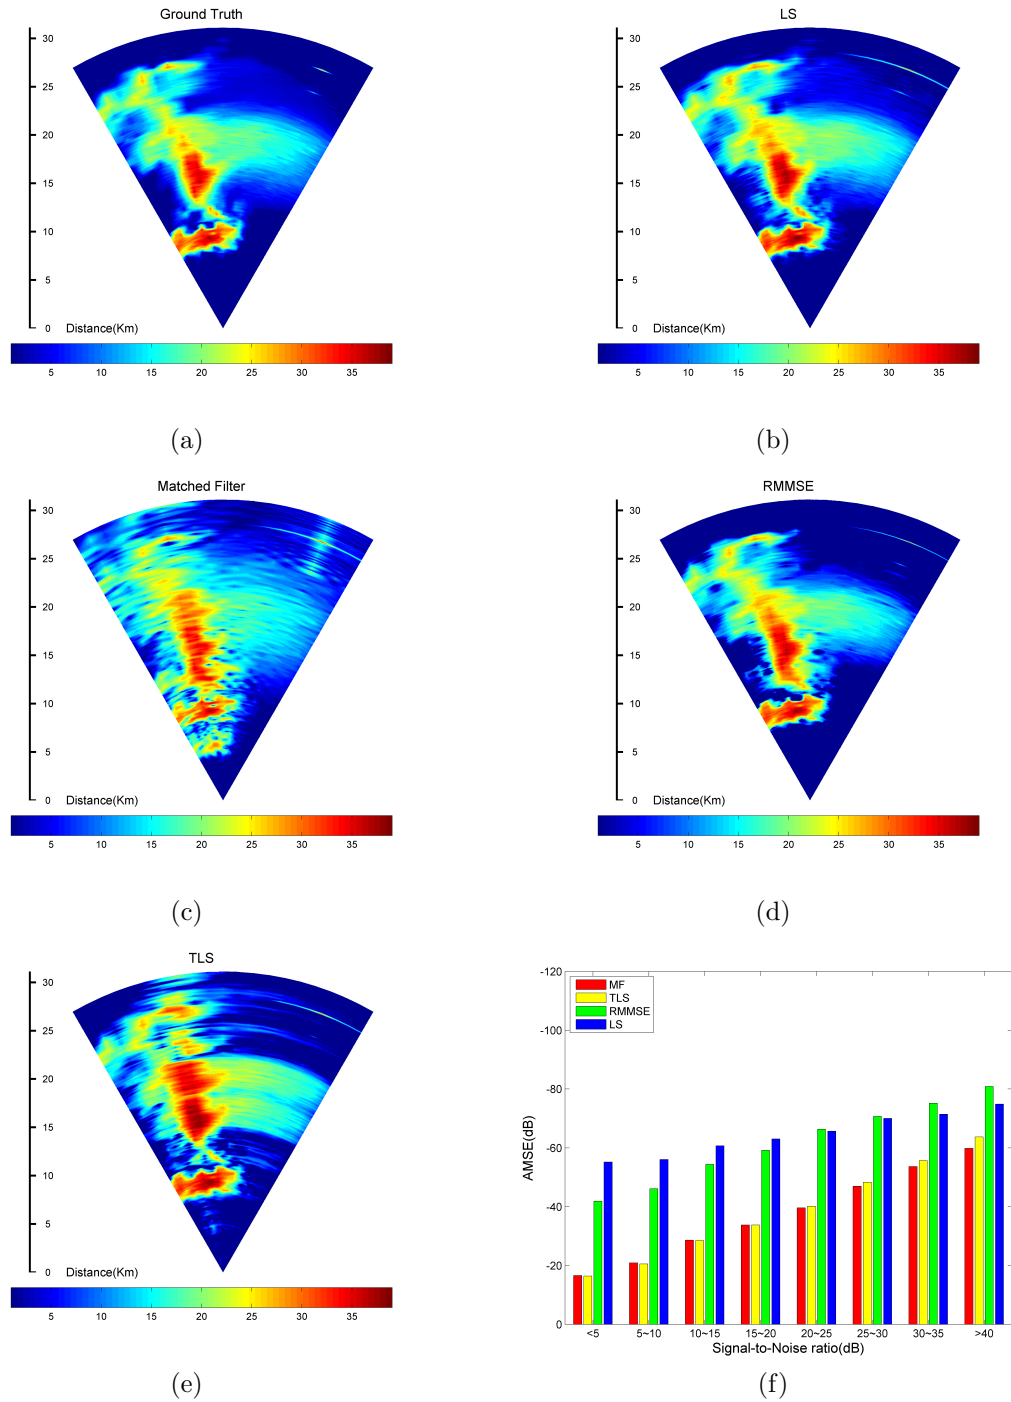 Ground Truth
30
25
20
15
10
5
0 Distance(Km)
5 10 15 20 25 30 35
(a)
LS
30
25
20
15
10
5
0 Distance(Km)
5 10 15 20 25 30 35
(b)
Matched Filter
30
25
20
15
10
5
0 Distance(Km)
5 10 15 20 25 30 35
(c)
RMMSE
30
25
20
15
10
5
0 Distance(Km)
5 10 15 20 25 30 35
(d)
TLS
30
25
20
15
10
5
0 Distance(Km)
5 10 15 20 25 30 35
(e)
-120
-100
-80
-60
-40
-20
0
AMSE(dB)
MF
TLS
RMMSE
LS
<5 5~10 10~15 15~20 20~25 25~30 30~35 >40
Signal-to-Noise ratio(dB)
(f)